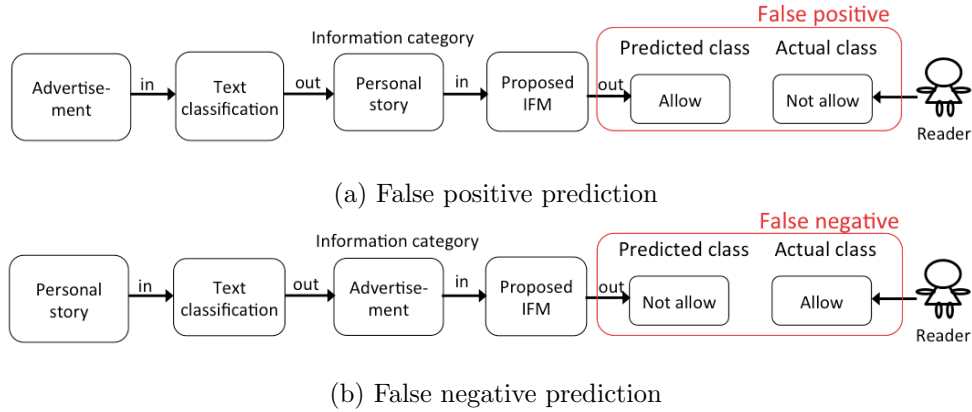 False positive
Information category
Predicted class
Actual class
Advertise-
ment
in
Text
classification
out
Personal
story
in
Proposed
IFM
out
Allow
Not allow
Reader
(a) False positive prediction
False negative
Information category
Predicted class
Actual class
Personal
story
in
Text
classification
out
Advertise-
ment
in
Proposed
IFM
out
Not allow
Allow
Reader
(b) False negative prediction